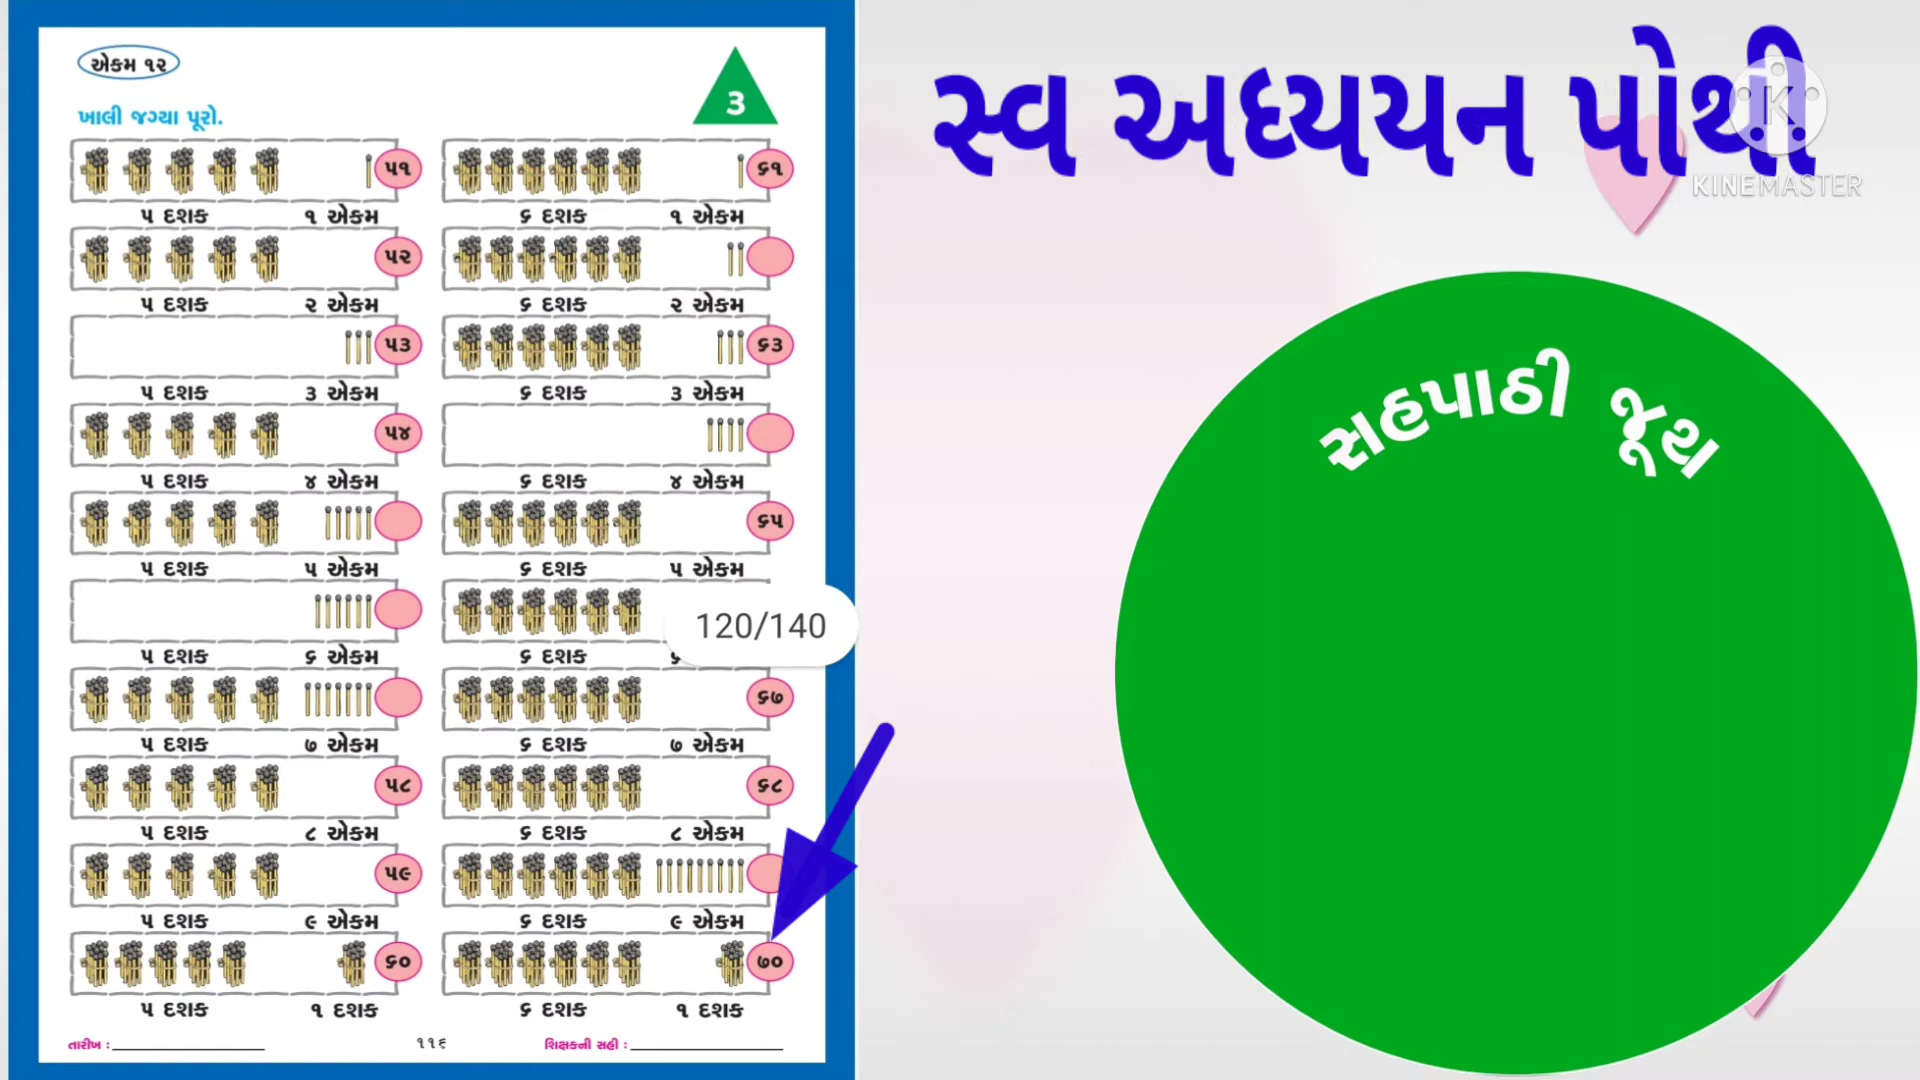 એકમ ૧૨
૩
ખાલી જગ્યા પૂરો.
૫૧
૫ દશક ૧ એકમ
૫૨
૫ દશક ૨ એકમ
૫૩
૫ દશક ૩ એકમ
૫૪
૫ દશક ૪ એકમ
૫ દશક ૫ એકમ
૫ દશક ૬ એકમ
૫ દશક ૭ એકમ
૫૮
૫ દશક ૮ એકમ
૫૯
૫ દશક ૯ એકમ
૬૦
૫ દશક ૧ દશક
૬૧
૬ દશક ૧ એકમ
૬ દશક ૨ એકમ
૬૩
૬ દશક ૩ એકમ
૬ દશક ૪ એકમ
૬૫
૬ દશક ૫ એકમ
120/140
૬ દશક
૬૭
૬ દશક ૭ એકમ
૬૮
૬ દશક ૮ એકમ
૬ દશક ૯ એકમ
૭૦
૬ દશક ૧ દશક
તારીખ :
૧૧૬
શિક્ષકની સહી :
સ્વ અધ્યયન પોથી
K
KINEMASTER
સહપાઠી જૂથ